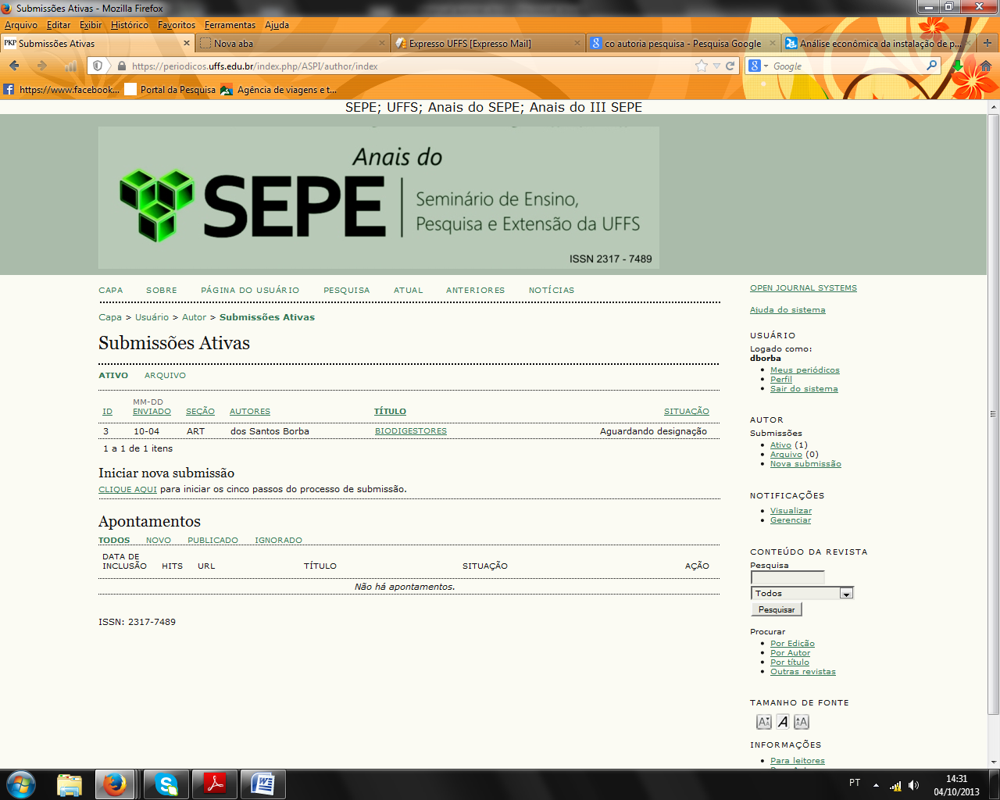 Submissões Ativas - Mozilla Firefox
Arquivo Editar Exibir Histórico Favoritos Ferramentas Ajuda
PKP Submissões Ativas
Nova aba
Expresso UFFS [Expresso Mail]
co autoria pesquisa - Pesquisa Google
Análise econômica da instalação de p...
https://periodicos.uffs.edu.br/index.php/ASPI/author/index
Google
https://www.facebook...
Portal da Pesquisa
Agência de viagens e t...
SEPE; UFFS; Anais do SEPE; Anais do III SEPE
Anais do
SEPE
Seminário de Ensino,
Pesquisa e Extensão da UFFS
ISSN 2317 - 7489
CAPA SOBRE PÁGINA DO USUÁRIO PESQUISA ATUAL ANTERIORES NOTÍCIAS
Capa > Usuário > Autor > Submissões Ativas
Submissões Ativas
ATIVO ARQUIVO
MM-DD
ID ENVIADO SEÇÃO AUTORES TÍTULO SITUAÇÃO
3 10-04 ART dos Santos Borba BIODIGESTORES Aguardando designação
1 a 1 de 1 itens
Iniciar nova submissão
CLIQUE AQUI para iniciar os cinco passos do processo de submissão.
Apontamentos
TODOS NOVO PUBLICADO IGNORADO
DATA DE
INCLUSÃO HITS URL TÍTULO SITUAÇÃO AÇÃO
Não há apontamentos.
ISSN: 2317-7489
OPEN JOURNAL SYSTEMS
Ajuda do sistema
USUÁRIO
Logado como:
dborba
Meus periódicos
Perfil
Sair do sistema
AUTOR
Submissões
Ativo (1)
Arquivo (0)
Nova submissão
NOTIFICAÇÕES
Visualizar
Gerenciar
CONTEÚDO DA REVISTA
Pesquisa
Todos
Pesquisar
Procurar
Por Edição
Por Autor
Por título
Outras revistas
TAMANHO DE FONTE
INFORMAÇÕES
Para leitores
PT
14:31
04/10/2013